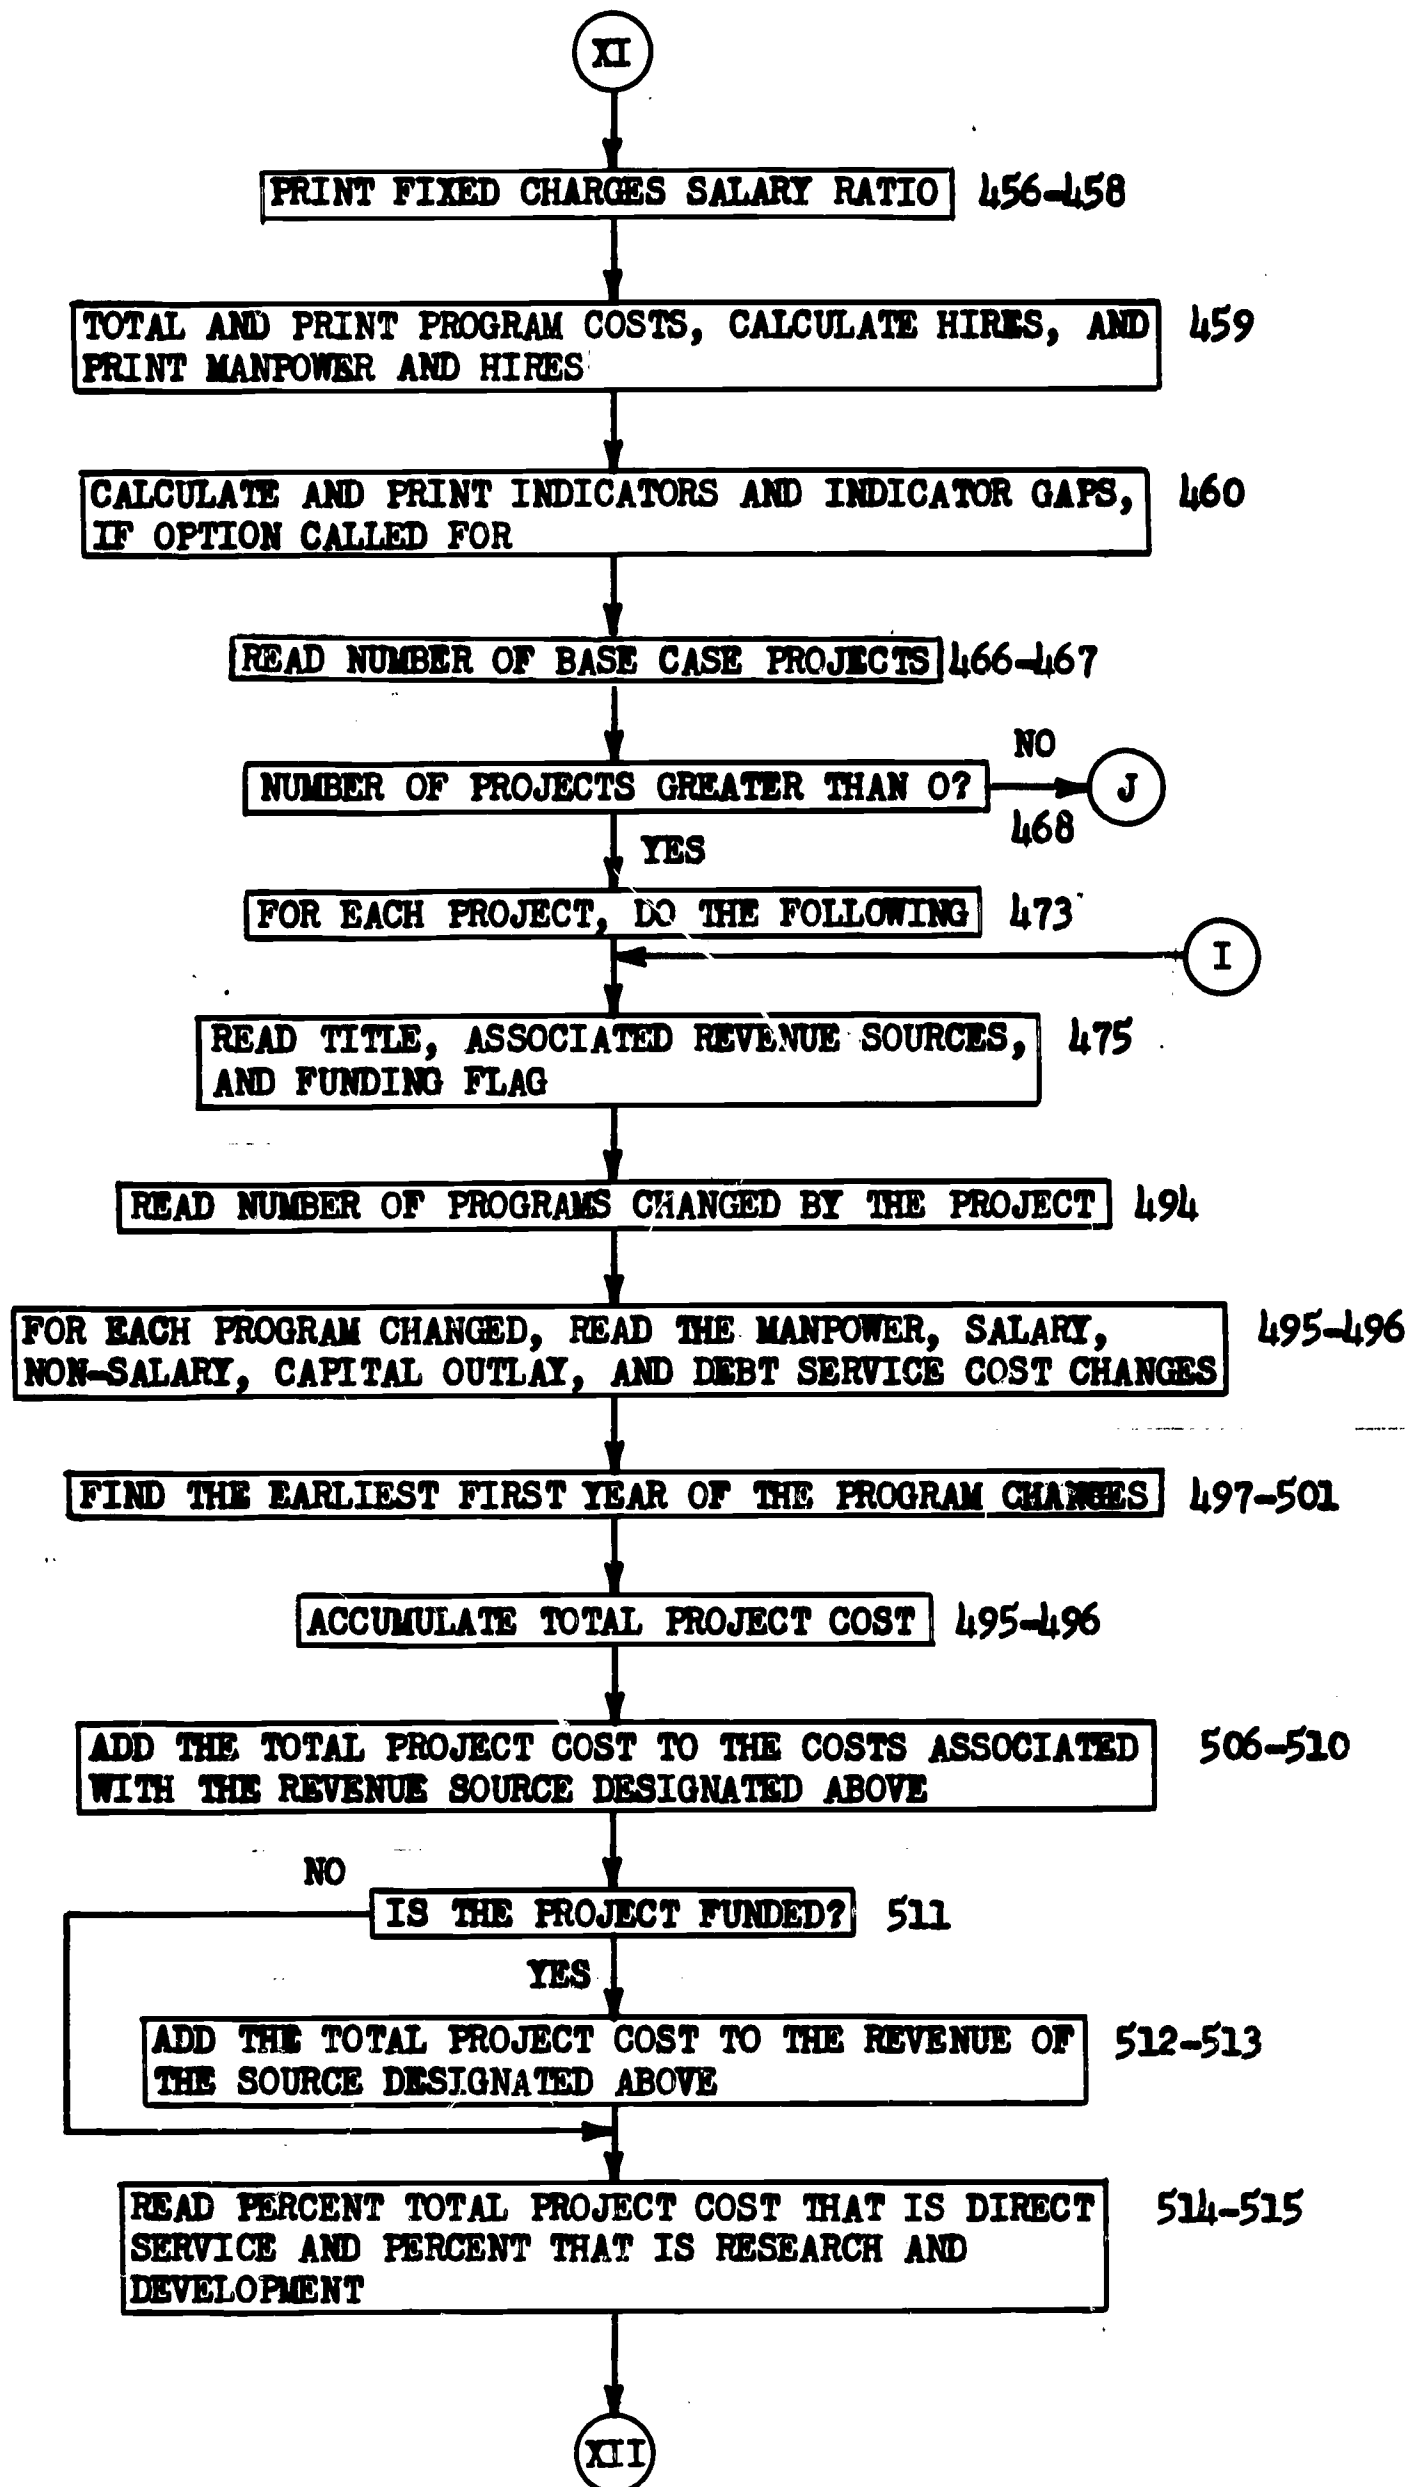 XI
PRINT FIXED CHARGES SALARY RATIO 456-458
TOTAL AND PRINT PROGRAM COSTS, CALCULATE HIRES, AND 459
PRINT MANPOWER AND HIRES
CALCULATE AND PRINT INDICATORS AND INDICATOR GAPS, 460
IF OPTION CALLED FOR
READ NUMBER OF BASE CASE PROJECTS 466-467
NO
NUMBER OF PROJECTS GREATER THAN 0? J
468
YES
FOR EACH PROJECT, DO THE FOLLOWING 473
I
READ TITLE, ASSOCIATED REVENUE SOURCES, 475
AND FUNDING FLAG
READ NUMBER OF PROGRAMS CHANGED BY THE PROJECT 494
FOR EACH PROGRAM CHANGED, READ THE MANPOWER, SALARY, 495-496
NON-SALARY, CAPITAL OUTLAY, AND DEBT SERVICE COST CHANGES
FIND THE EARLIEST FIRST YEAR OF THE PROGRAM CHANGES 497-501
ACCUMULATE TOTAL PROJECT COST 495-496
ADD THE TOTAL PROJECT COST TO THE COSTS ASSOCIATED 506-510
WITH THE REVENUE SOURCE DESIGNATED ABOVE
NO
IS THE PROJECT FUNDED? 511
YES
ADD THE TOTAL PROJECT COST TO THE REVENUE OF 512-513
THE SOURCE DESIGNATED ABOVE
READ PERCENT TOTAL PROJECT COST THAT IS DIRECT 514-515
SERVICE AND PERCENT THAT IS RESEARCH AND
DEVELOPMENT
XII